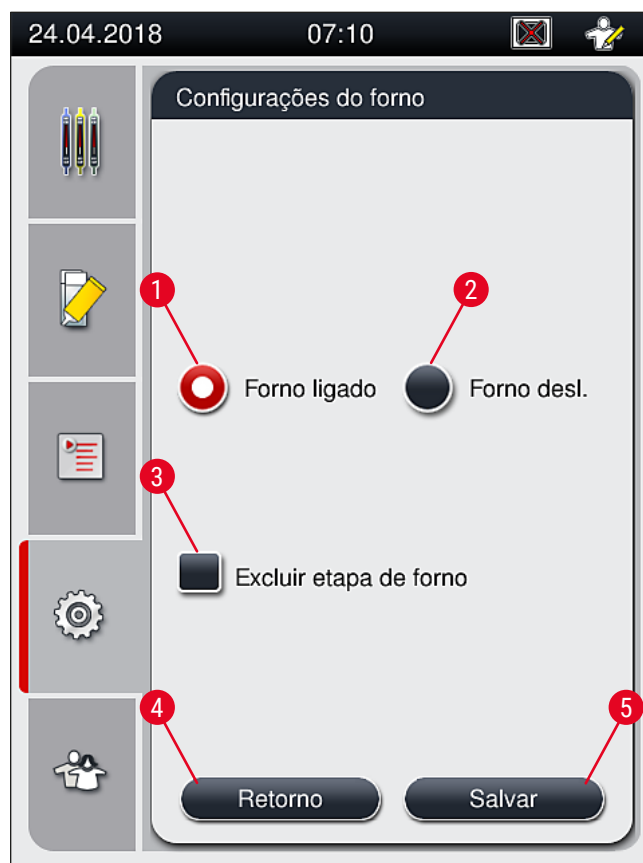 24.04.2018 07:10
Configurações do forno
1 2
Forno ligado Forno desl.
3
Excluir etapa de forno
4 5
Retorno Salvar